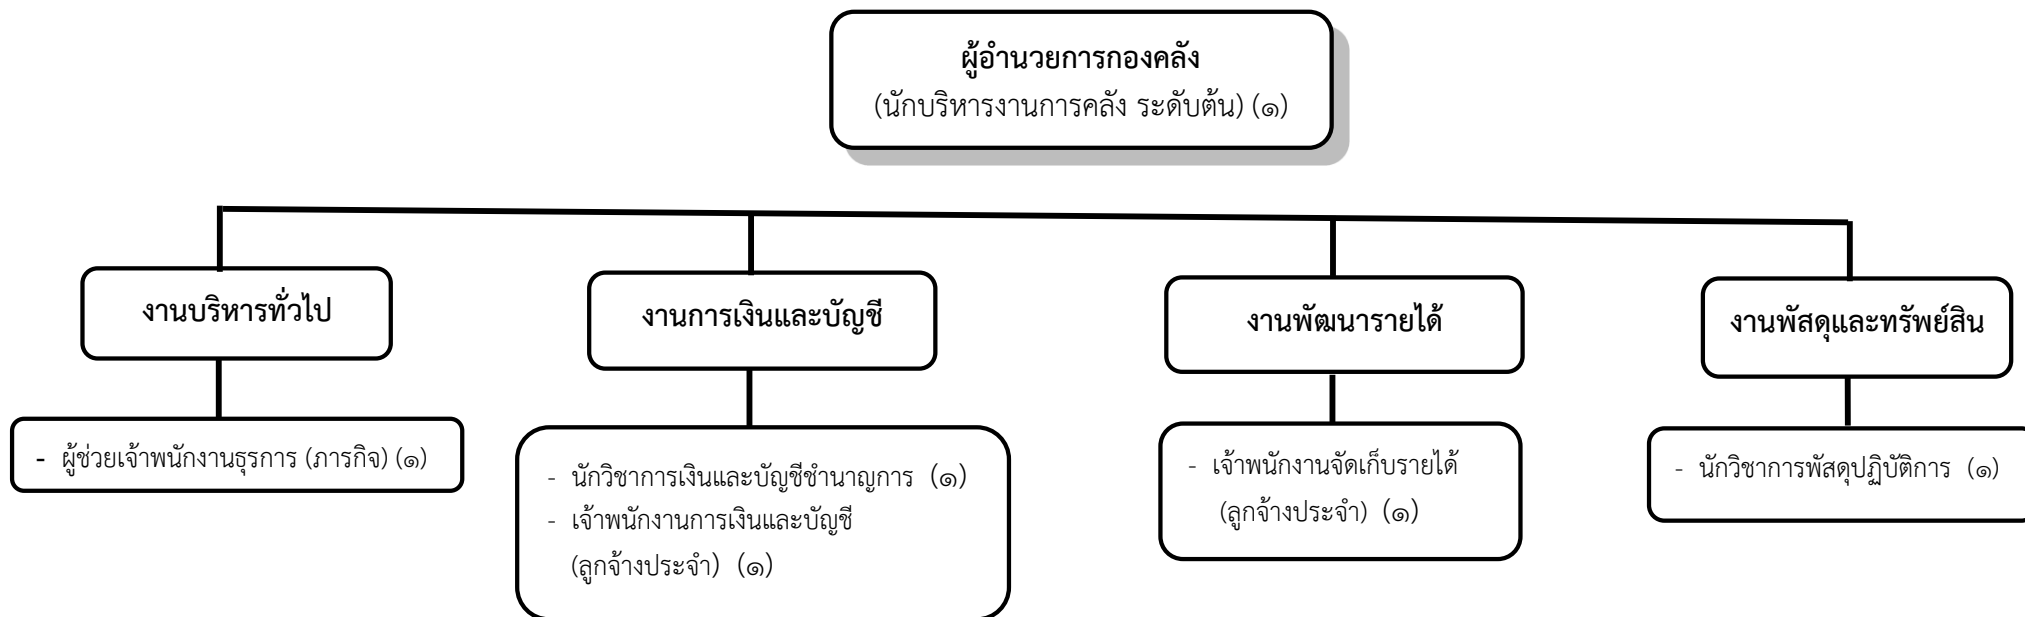 ผู้อำนวยการกองคลัง
(นักบริหารงานการคลัง ระดับต้น) (๑)
งานบริหารทั่วไป
งานการเงินและบัญชี
งานพัฒนารายได้
งานพัสดุและทรัพย์สิน
- ผู้ช่วยเจ้าพนักงานธุรการ (ภารกิจ) (๑)
- นักวิชาการเงินและบัญชีชำนาญการ (๑)
- เจ้าพนักงานการเงินและบัญชี
(ลูกจ้างประจำ) (๑)
- เจ้าพนักงานจัดเก็บรายได้
(ลูกจ้างประจำ) (๑)
- นักวิชาการพัสดุปฏิบัติการ (๑)